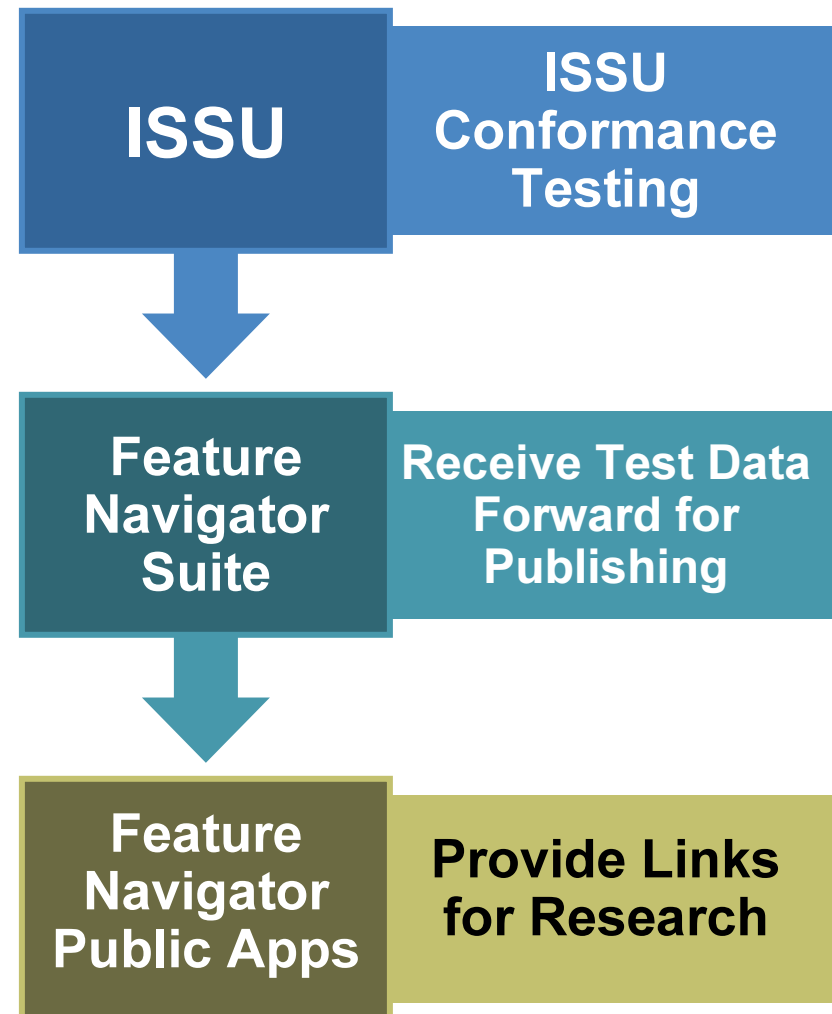 ISSU
ISSU
Conformance
Testing
Feature
Navigator
Suite
Receive Test Data
Forward for
Publishing
Feature
Navigator
Public Apps
Provide Links
for Research